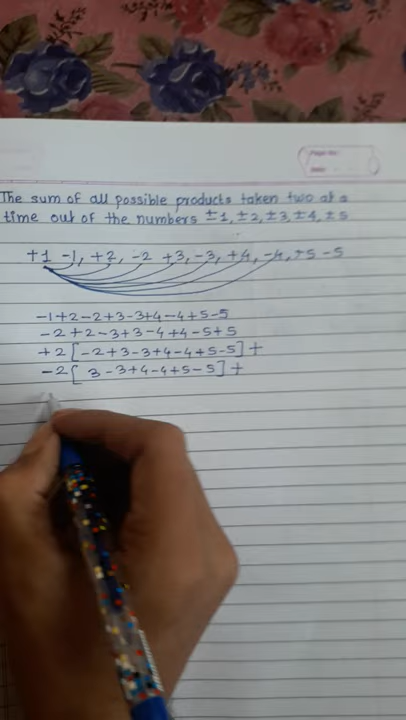 The sum of all possible products taken two at a
time out of the numbers ±1, ±2, ±3, ±4, ±5
+1 -1, +2, -2 +3, -3, +4, -4, +5 -5
-1+2-2+3-3+4-4+5-5
-2+2-3+3-4+4-5+5
+2[-2+3-3+4-4+5-5]+
-2[ 3-3+4-4+5-5]+